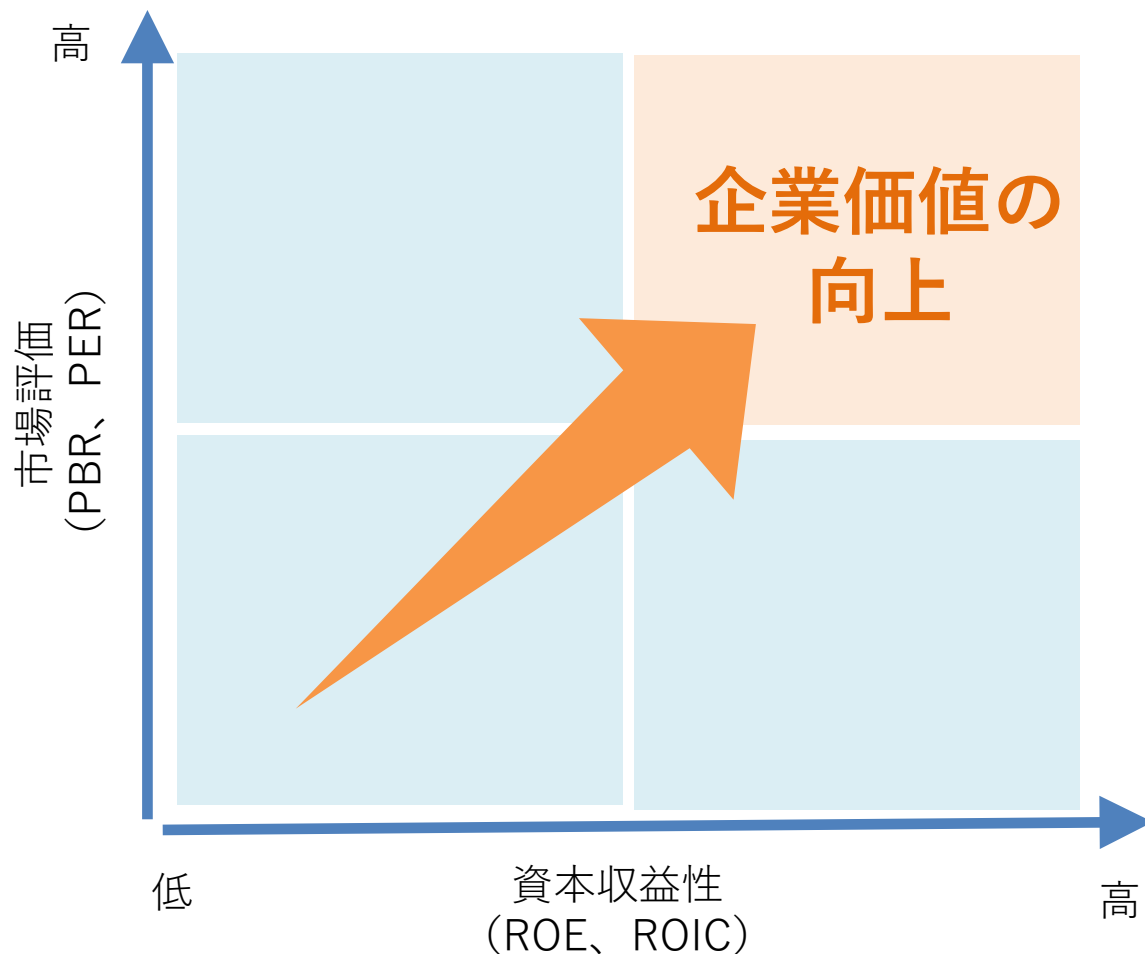 高
企業価値の
向上
市場評価
(PBR、PER)
低
資本収益性
（ROE、ROIC）
高